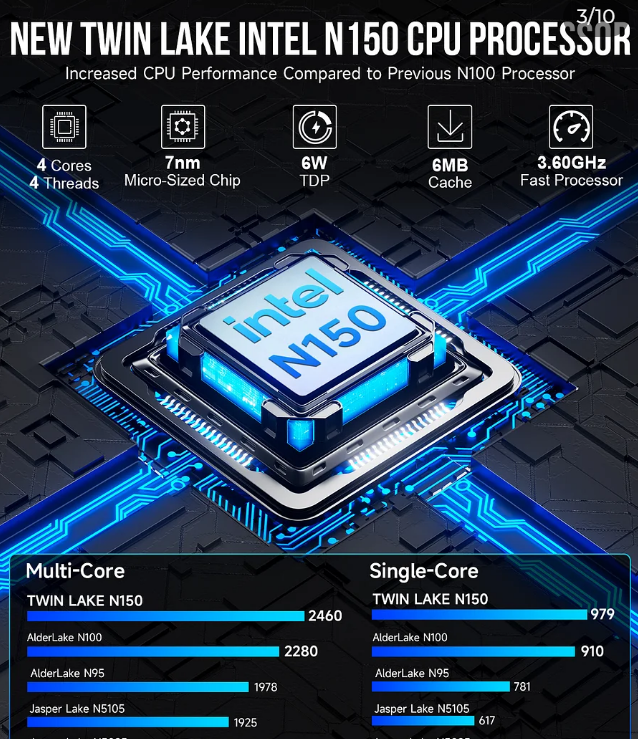 3/10
NEW TWIN LAKE INTEL N150 CPU PROCESSOR
Increased CPU Performance Compared to Previous N100 Processor
4 Cores
4 Threads
7nm
Micro-Sized Chip
6W
TDP
6MB
Cache
3.60GHz
Fast Processor
intel
N150
Multi-Core
TWIN LAKE N150
2460
AlderLake N100
2280
AlderLake N95
1978
Jasper Lake N5105
1925
Single-Core
TWIN LAKE N150
979
AlderLake N100
910
AlderLake N95
781
Jasper Lake N5105
617